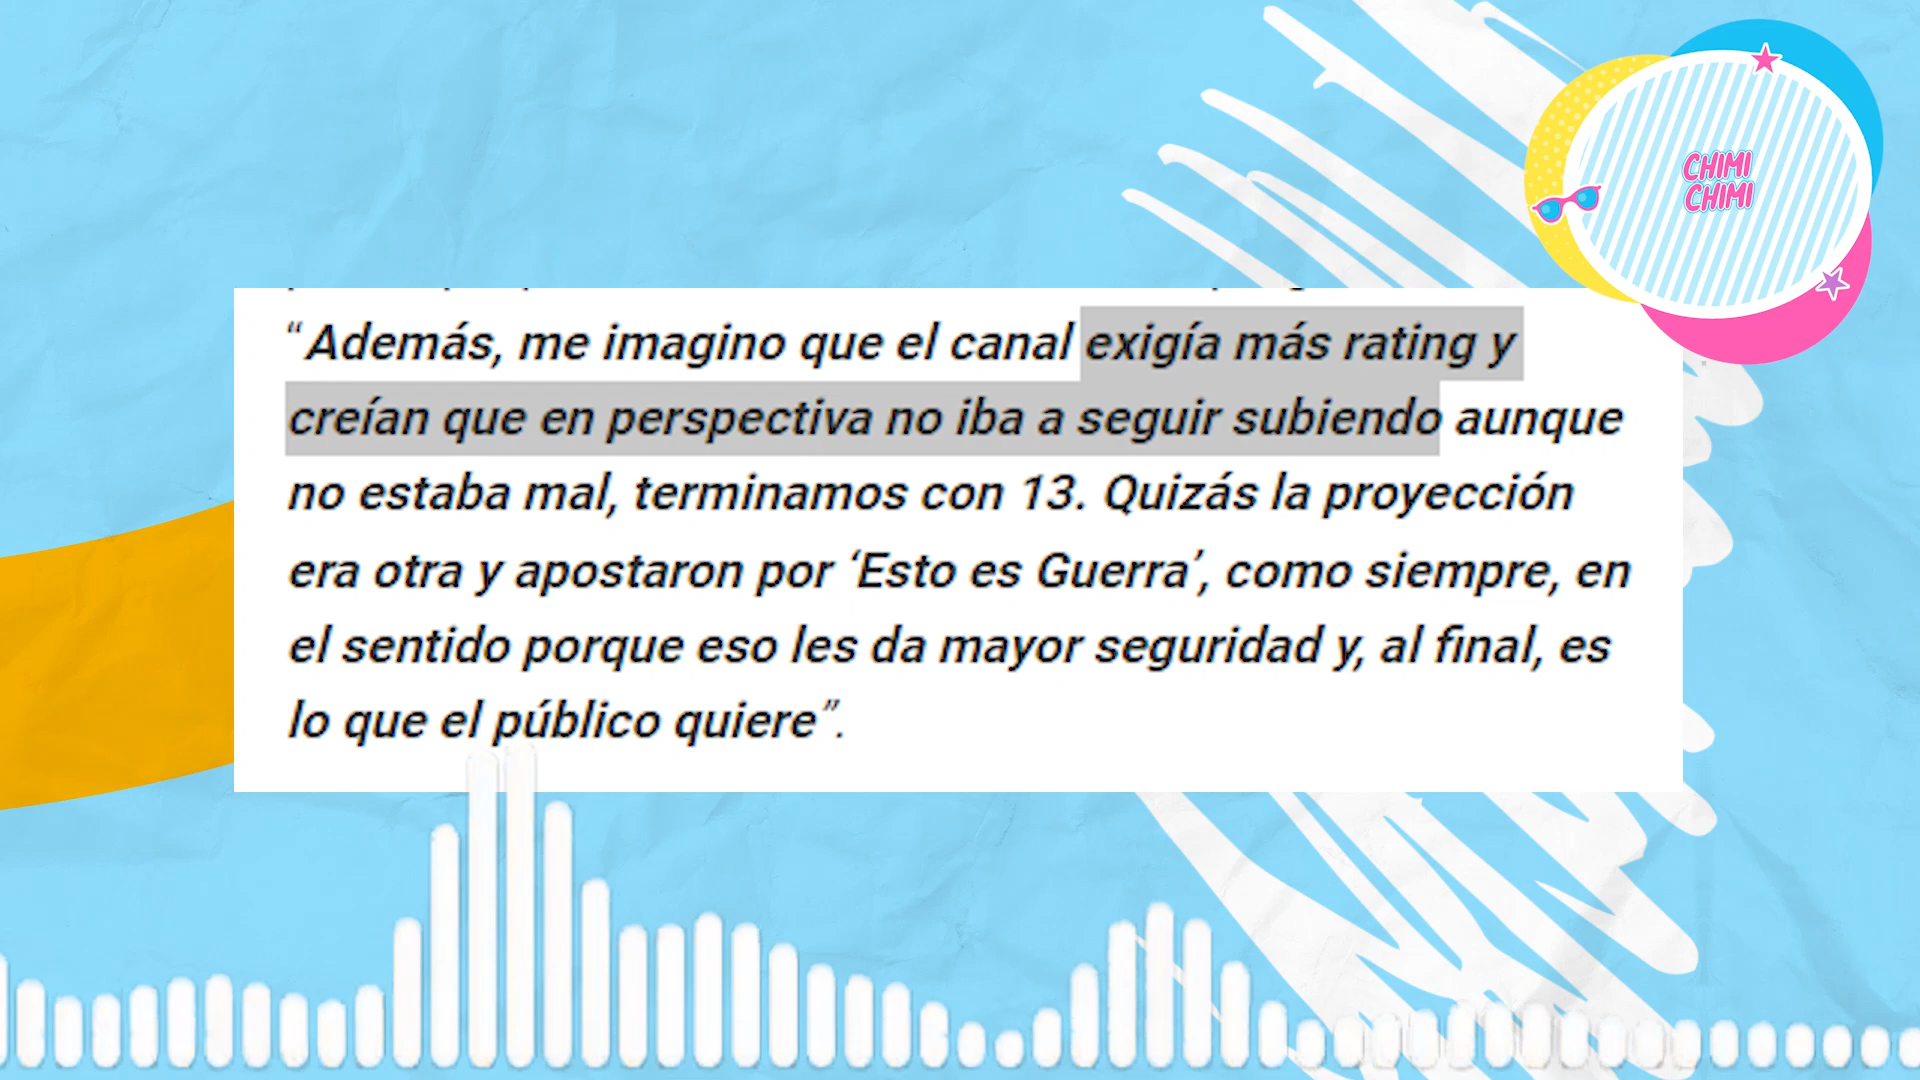 CHIMI
CHIMI
“Además, me imagino que el canal exigía más rating y
creían que en perspectiva no iba a seguir subiendo aunque
no estaba mal, terminamos con 13. Quizás la proyección
era otra y apostaron por ‘Esto es Guerra’, como siempre, en
el sentido porque eso les da mayor seguridad y, al final, es
lo que el público quiere”.